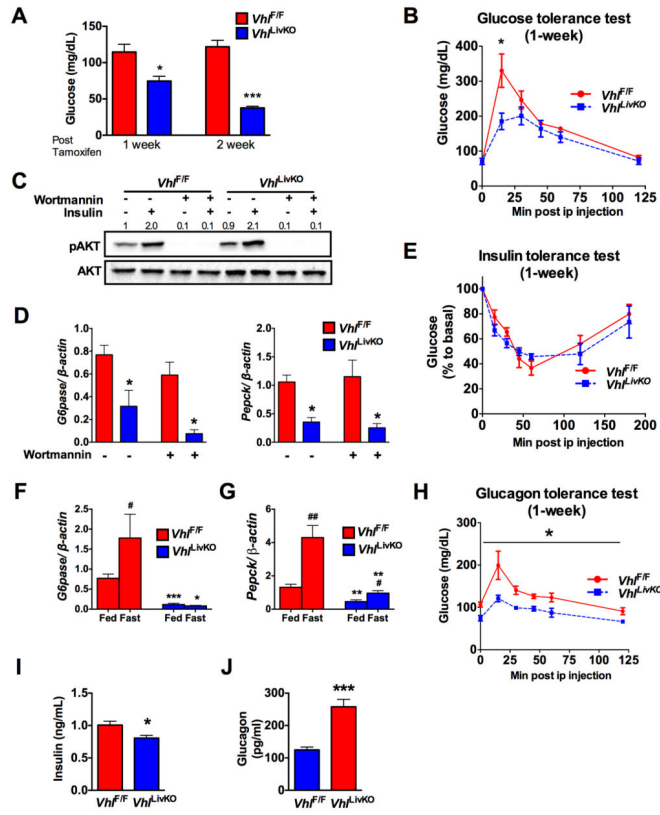 A
Glucose (mg/dL)
150
100
50
0
*
***
Vhl^F/F
Vhl^LivKO
Post
Tamoxifen
1 week
2 week
B
Glucose tolerance test
(1-week)
Glucose (mg/dL)
400
300
200
100
0
*
Vhl^F/F
Vhl^LivKO
0 25 50 75 100 125
Min post ip injection
C
Vhl^F/F Vhl^LivKO
Wortmannin - - + + - - + +
Insulin - + - + - + - +
1 2.0 0.1 0.1 0.9 2.1 0.1 0.1
pAKT
AKT
D
G6pase/ β-actin
1.0
0.8
0.6
0.4
0.2
0.0
* *
Wortmannin - - + +
Pepck/ β-actin
2.0
1.5
1.0
0.5
0.0
Vhl^F/F
Vhl^LivKO
* *
- - + +
E
Insulin tolerance test
(1-week)
Glucose
(% to basal)
100
80
60
40
20
0
Vhl^F/F
Vhl^LivKO
0 50 100 150 200
Min post ip injection
F
G6pase/ β-actin
2.5
2.0
1.5
1.0
0.5
0.0
#
***
*
Fed Fast Fed Fast
G
Pepck/ β-actin
6
4
2
0
##
**
**
#
Vhl^F/F
Vhl^LivKO
Fed Fast Fed Fast
H
Glucagon tolerance test
(1-week)
Glucose (mg/dL)
300
200
100
0
*
Vhl^F/F
Vhl^LivKO
0 25 50 75 100 125
Min post ip injection
I
Insulin (ng/mL)
1.5
1.0
0.5
0.0
*
Vhl^F/F Vhl^LivKO
J
Glucagon
(pg/ml)
300
200
100
0
***
Vhl^F/F Vhl^LivKO